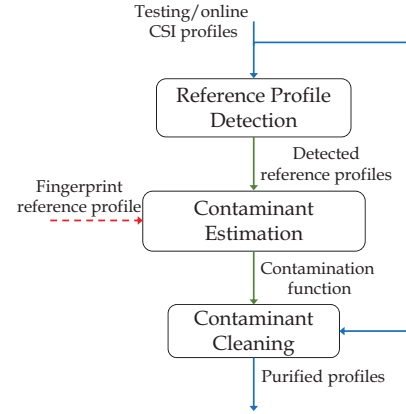 Testing/online
CSI profiles
Reference Profile
Detection
Detected
reference profiles
Fingerprint
reference profile
Contaminant
Estimation
Contamination
function
Contaminant
Cleaning
Purified profiles